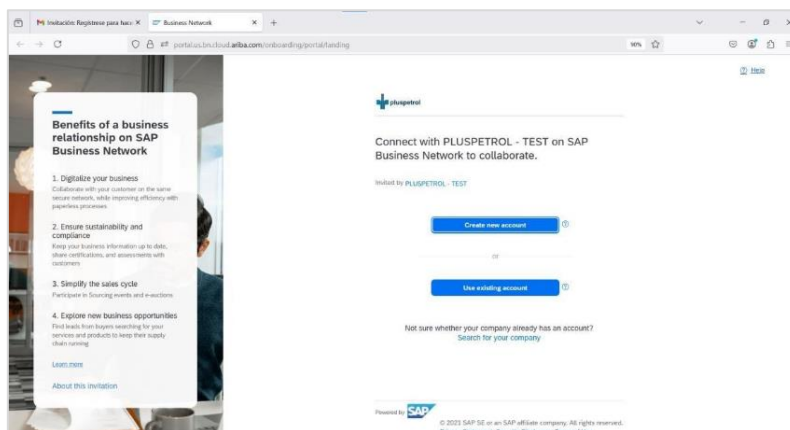 Invitación: Regístrese para hace
Business Network
portal.us.bn.cloud.ariba.com/onboarding/portal/landing
90%
Help
Benefits of a business
relationship on SAP
Business Network
1. Digitalize your business
Collaborate with your customer on the same
secure network, while improving efficiency with
paperless processes
2. Ensure sustainability and
compliance
Keep your business information up to date,
share certifications, and assessments with
customers
3. Simplify the sales cycle
Participate in Sourcing events and e-auctions
4. Explore new business opportunities
Find leads from buyers searching for your
services and products to keep their supply
chain running
Learn more
About this invitation
pluspetrol
Connect with PLUSPETROL - TEST on SAP
Business Network to collaborate.
Invited by PLUSPETROL - TEST
Create new account
or
Use existing account
Not sure whether your company already has an account?
Search for your company
Powered by SAP
© 2023 SAP SE or an SAP affiliate company. All rights reserved.